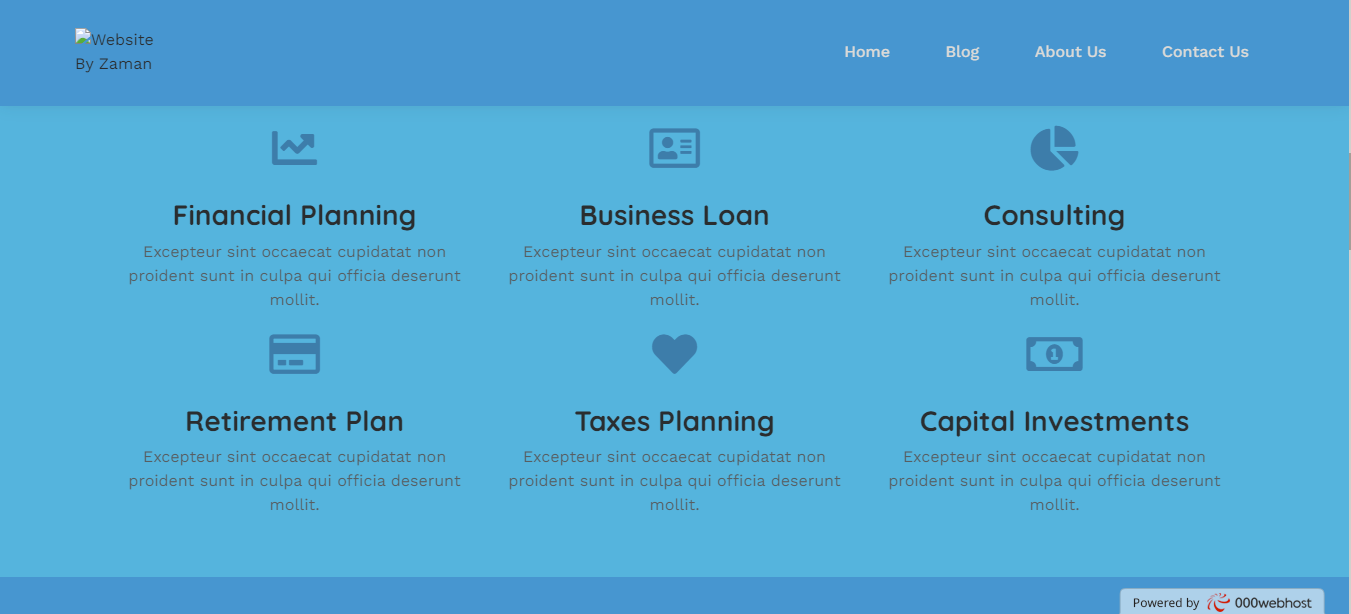 Website
By Zaman
Home Blog About Us Contact Us
Financial Planning
Excepteur sint occaecat cupidatat non
proident sunt in culpa qui officia deserunt
mollit.
Business Loan
Excepteur sint occaecat cupidatat non
proident sunt in culpa qui officia deserunt
mollit.
Consulting
Excepteur sint occaecat cupidatat non
proident sunt in culpa qui officia deserunt
mollit.
1
Retirement Plan
Excepteur sint occaecat cupidatat non
proident sunt in culpa qui officia deserunt
mollit.
Taxes Planning
Excepteur sint occaecat cupidatat non
proident sunt in culpa qui officia deserunt
mollit.
Capital Investments
Excepteur sint occaecat cupidatat non
proident sunt in culpa qui officia deserunt
mollit.
Powered by 000webhost